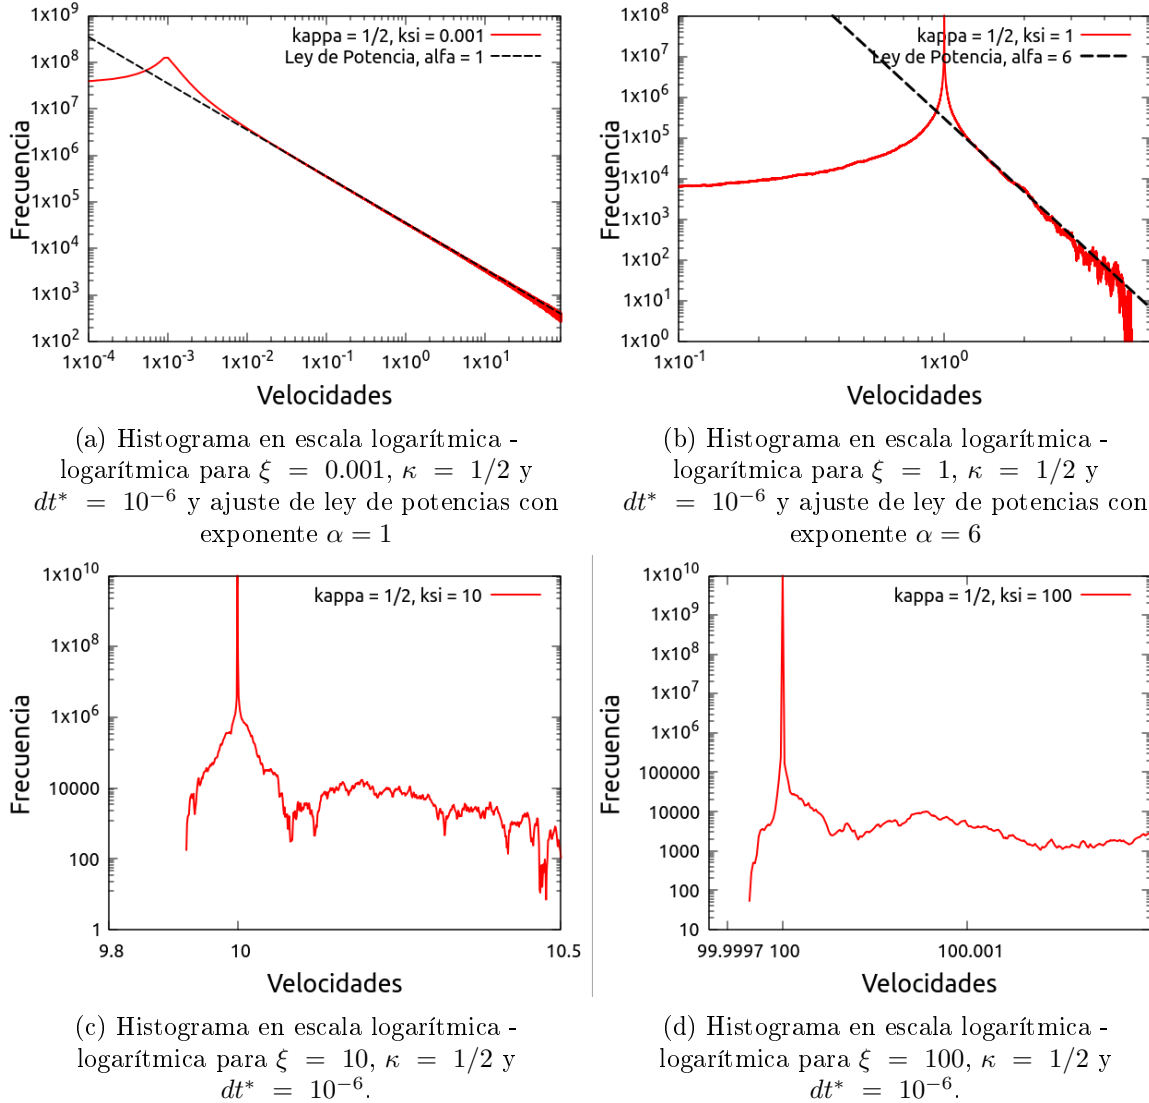 1x10^9
1x10^8
1x10^7
1x10^6
1x10^5
1x10^4
1x10^3
1x10^2
Frecuencia
kappa = 1/2, ksi = 0.001
Ley de Potencia, alfa = 1
1x10^-4 1x10^-3 1x10^-2 1x10^-1 1x10^0 1x10^1
Velocidades
(a) Histograma en escala logarítmica -
logarítmica para ξ = 0.001, κ = 1/2 y
dt* = 10^−6 y ajuste de ley de potencias con
exponente α = 1
1x10^8
1x10^7
1x10^6
1x10^5
1x10^4
1x10^3
1x10^2
1x10^1
1x10^0
Frecuencia
kappa = 1/2, ksi = 1
Ley de Potencia, alfa = 6
1x10^-1 1x10^0
Velocidades
(b) Histograma en escala logarítmica -
logarítmica para ξ = 1, κ = 1/2 y
dt* = 10^−6 y ajuste de ley de potencias con
exponente α = 6
1x10^10
1x10^8
1x10^6
10000
100
1
Frecuencia
kappa = 1/2, ksi = 10
9.8 10 10.5
Velocidades
(c) Histograma en escala logarítmica -
logarítmica para ξ = 10, κ = 1/2 y
dt* = 10^−6.
1x10^10
1x10^9
1x10^8
1x10^7
1x10^6
100000
10000
1000
100
10
Frecuencia
kappa = 1/2, ksi = 100
99.9997 100 100.001
Velocidades
(d) Histograma en escala logarítmica -
logarítmica para ξ = 100, κ = 1/2 y
dt* = 10^−6.